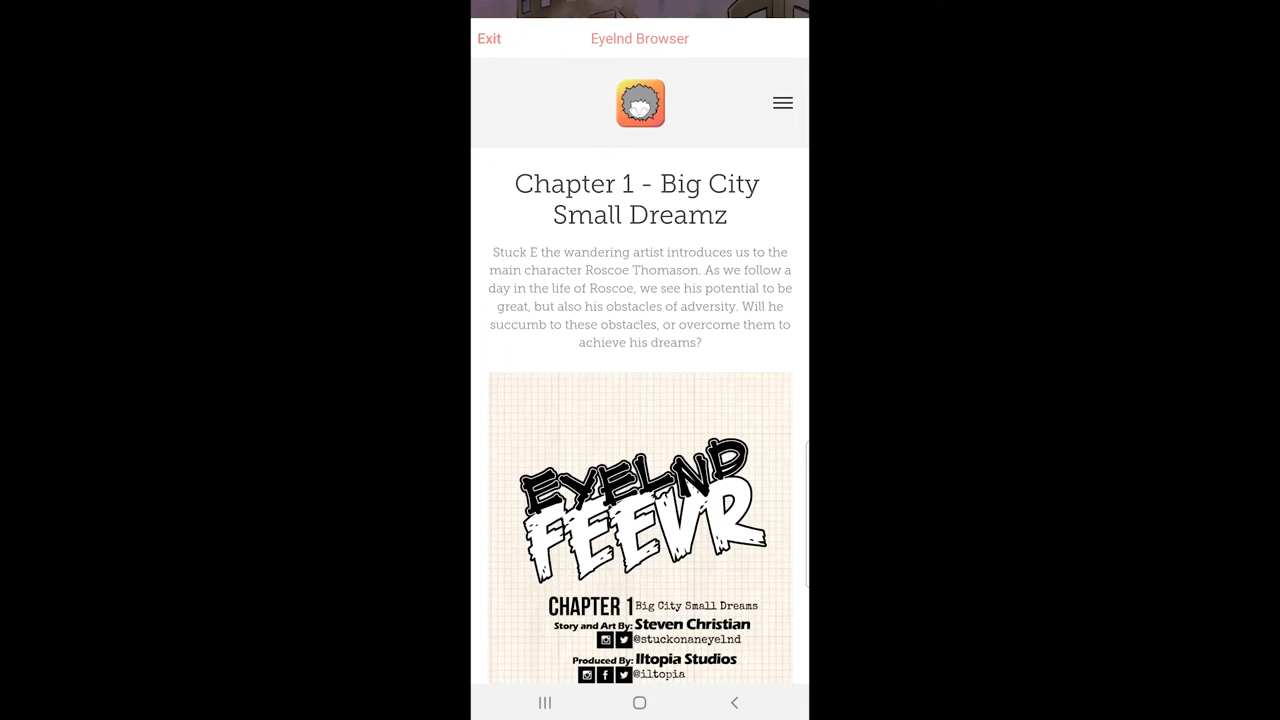 Exit
Eyelnd Browser
Chapter 1 - Big City
Small Dreamz
Stuck E the wandering artist introduces us to the
main character Roscoe Thomason. As we follow a
day in the life of Roscoe, we see his potential to be
great, but also his obstacles of adversity. Will he
succumb to these obstacles, or overcome them to
achieve his dreams?
EYELND
FEEVR
CHAPTER 1 Big City Small Dreams
Story and Art By: Steven Christian
@stuckonaneyelnd
Produced By: Iltopia Studios
@iltopia